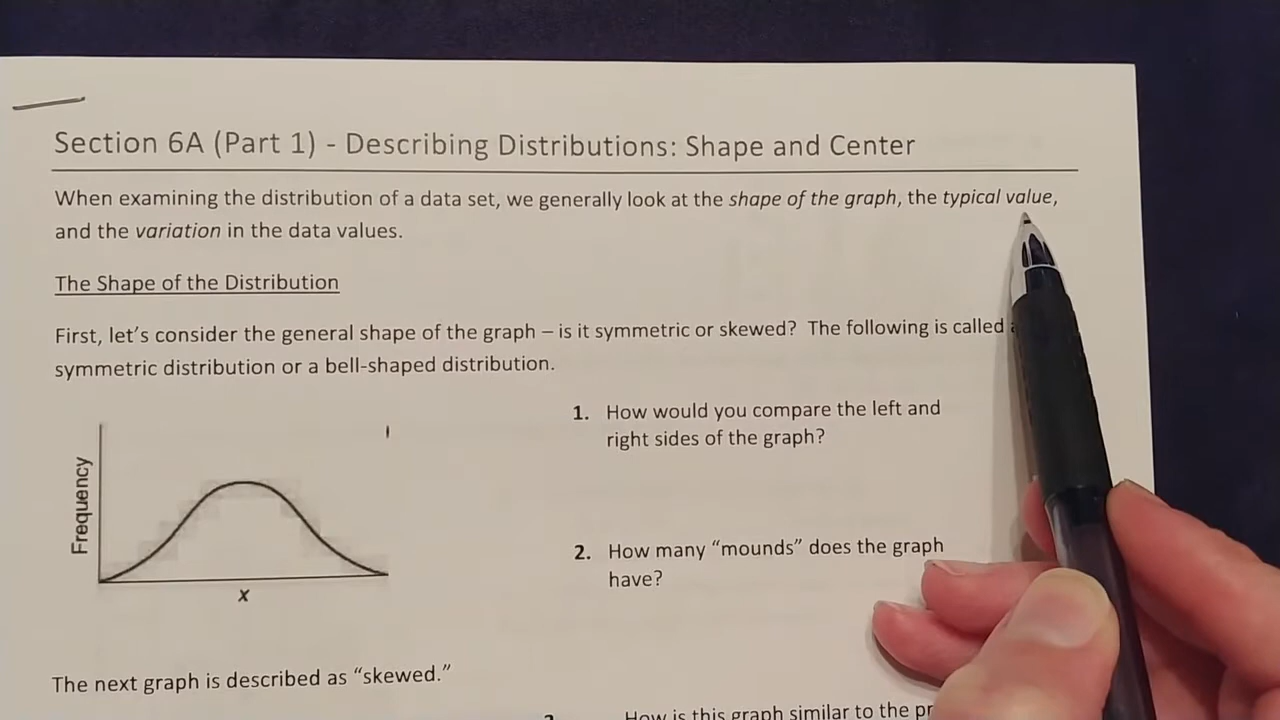 Section 6A (Part 1) - Describing Distributions: Shape and Center
When examining the distribution of a data set, we generally look at the shape of the graph, the typical value,
and the variation in the data values.
The Shape of the Distribution
First, let's consider the general shape of the graph – is it symmetric or skewed? The following is called
symmetric distribution or a bell-shaped distribution.
1. How would you compare the left and
right sides of the graph?
Frequency
x
2. How many “mounds” does the graph
have?
The next graph is described as “skewed.”
How is this graph similar to the